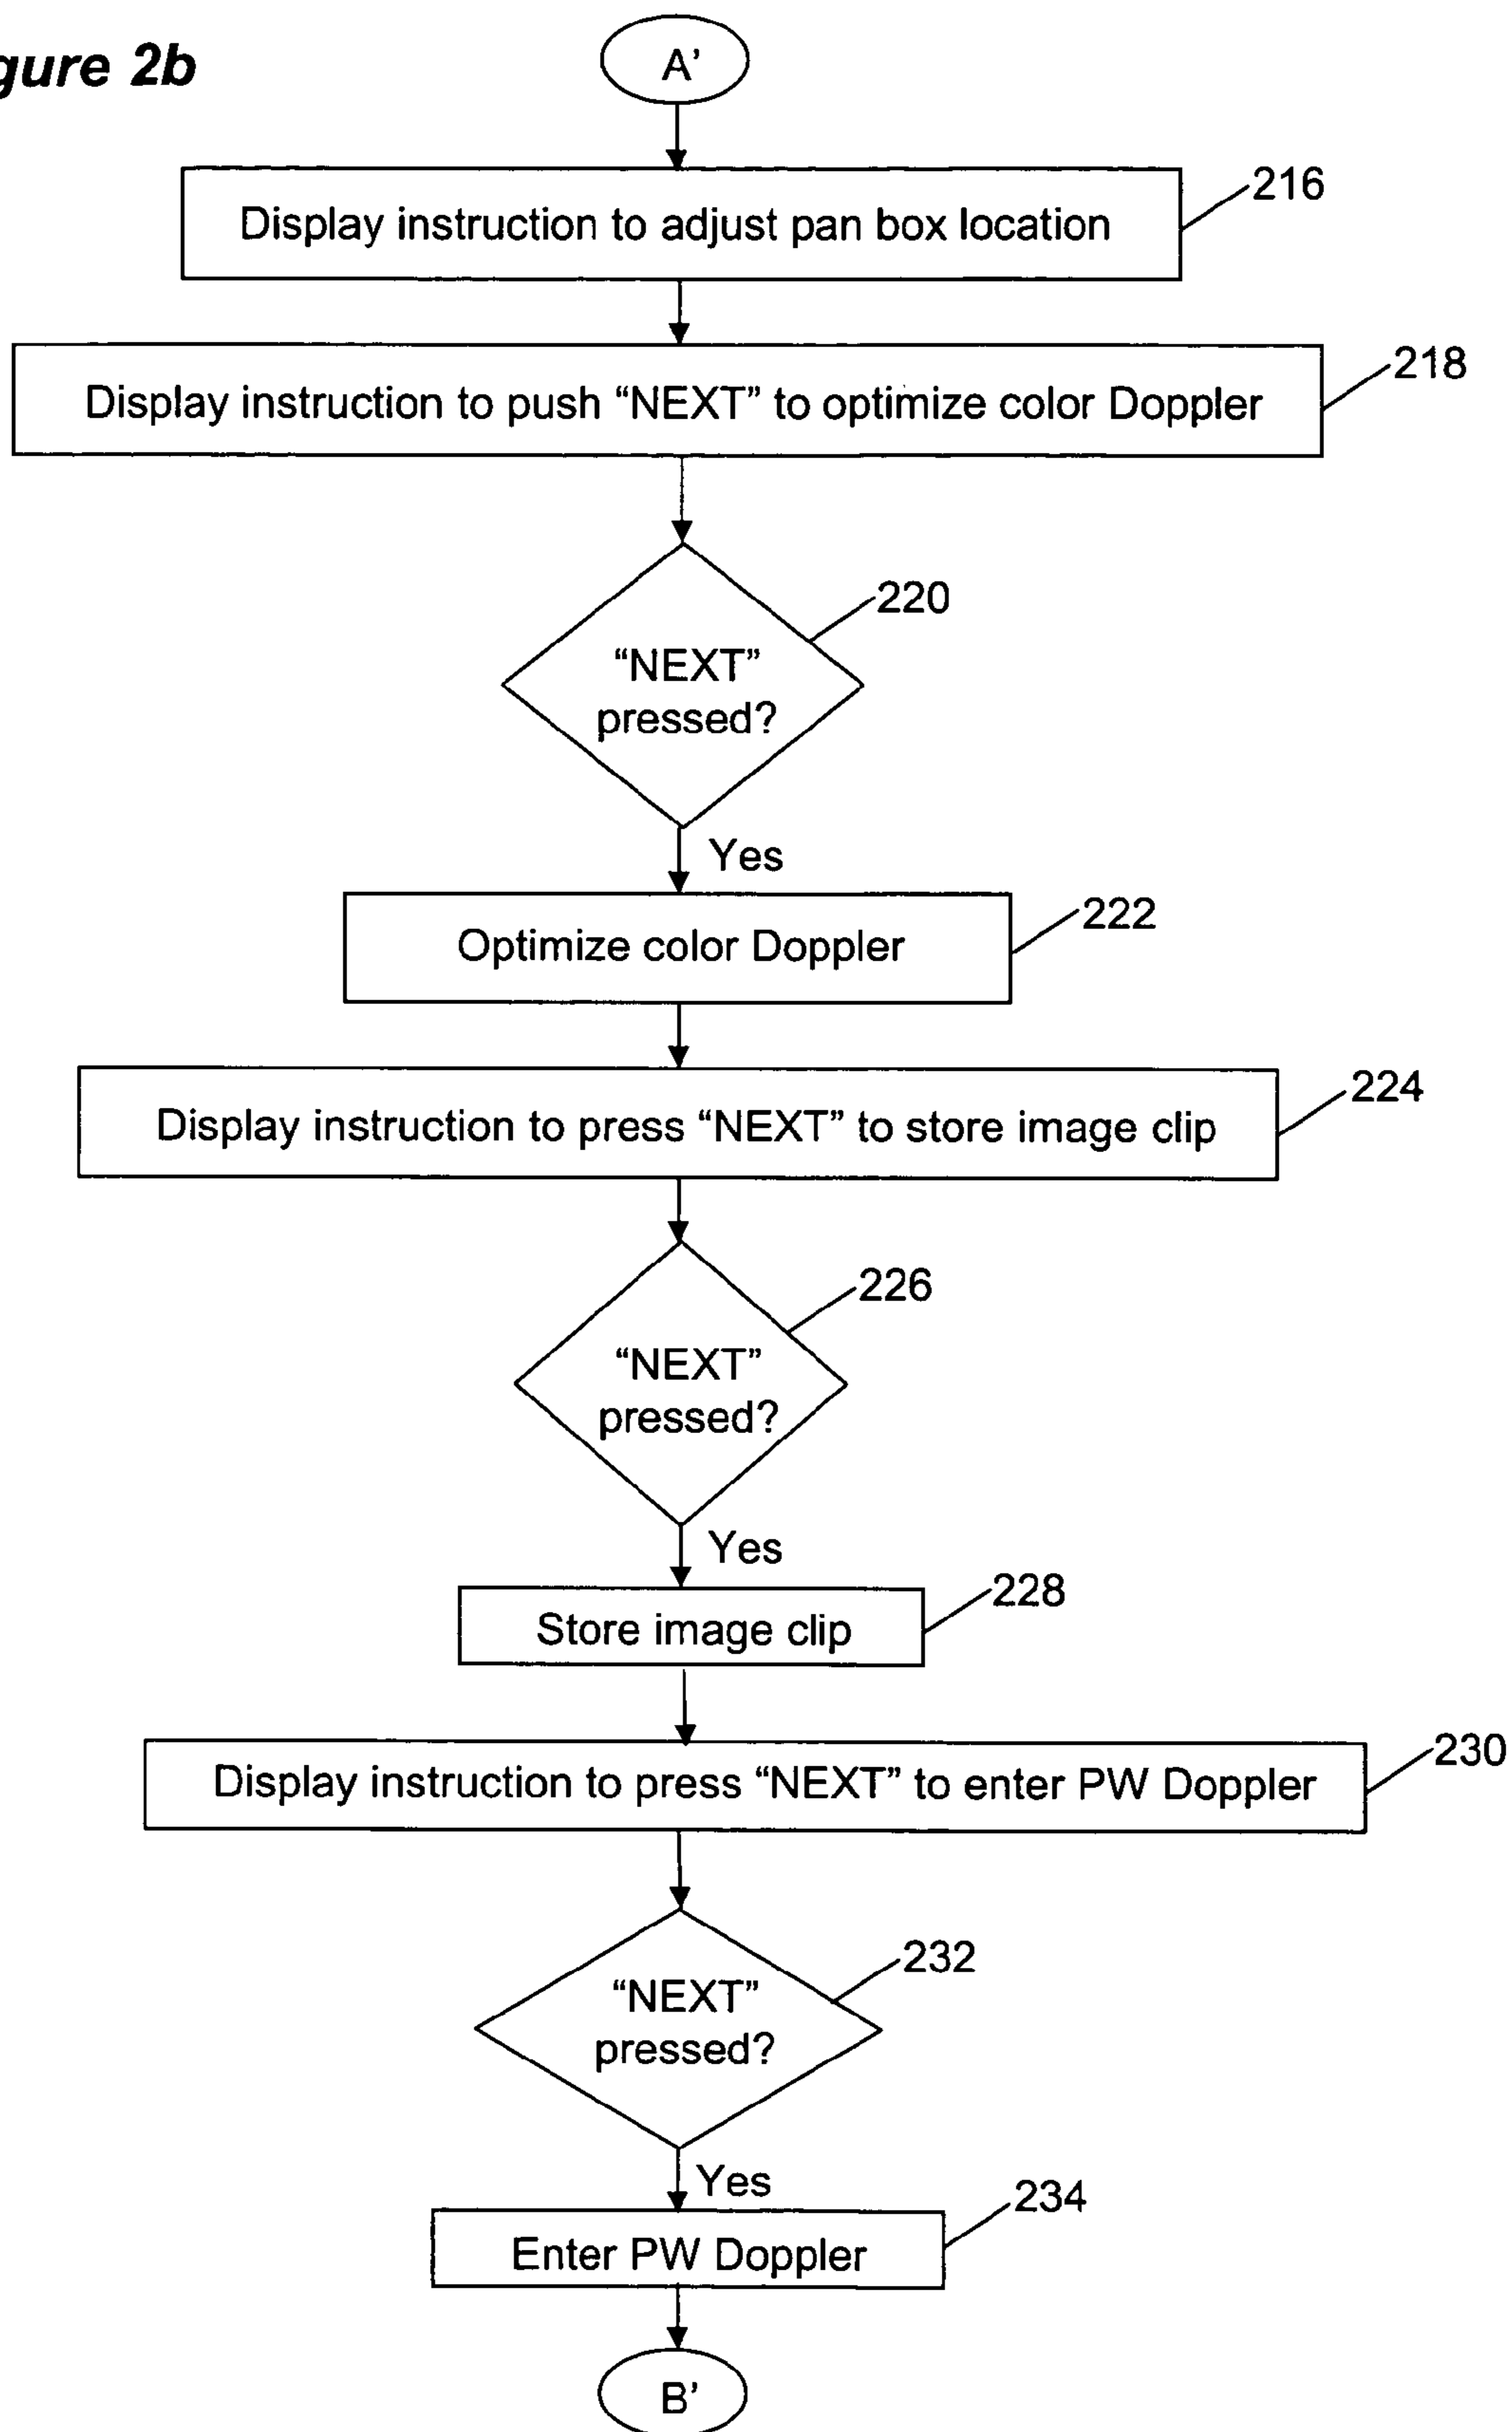 gure 2b
A’
216
Display instruction to adjust pan box location
218
Display instruction to push “NEXT” to optimize color Doppler
220
“NEXT”
pressed?
Yes
222
Optimize color Doppler
224
Display instruction to press “NEXT” to store image clip
226
“NEXT”
pressed?
Yes
228
Store image clip
230
Display instruction to press “NEXT” to enter PW Doppler
232
“NEXT”
pressed?
Yes
234
Enter PW Doppler
B’